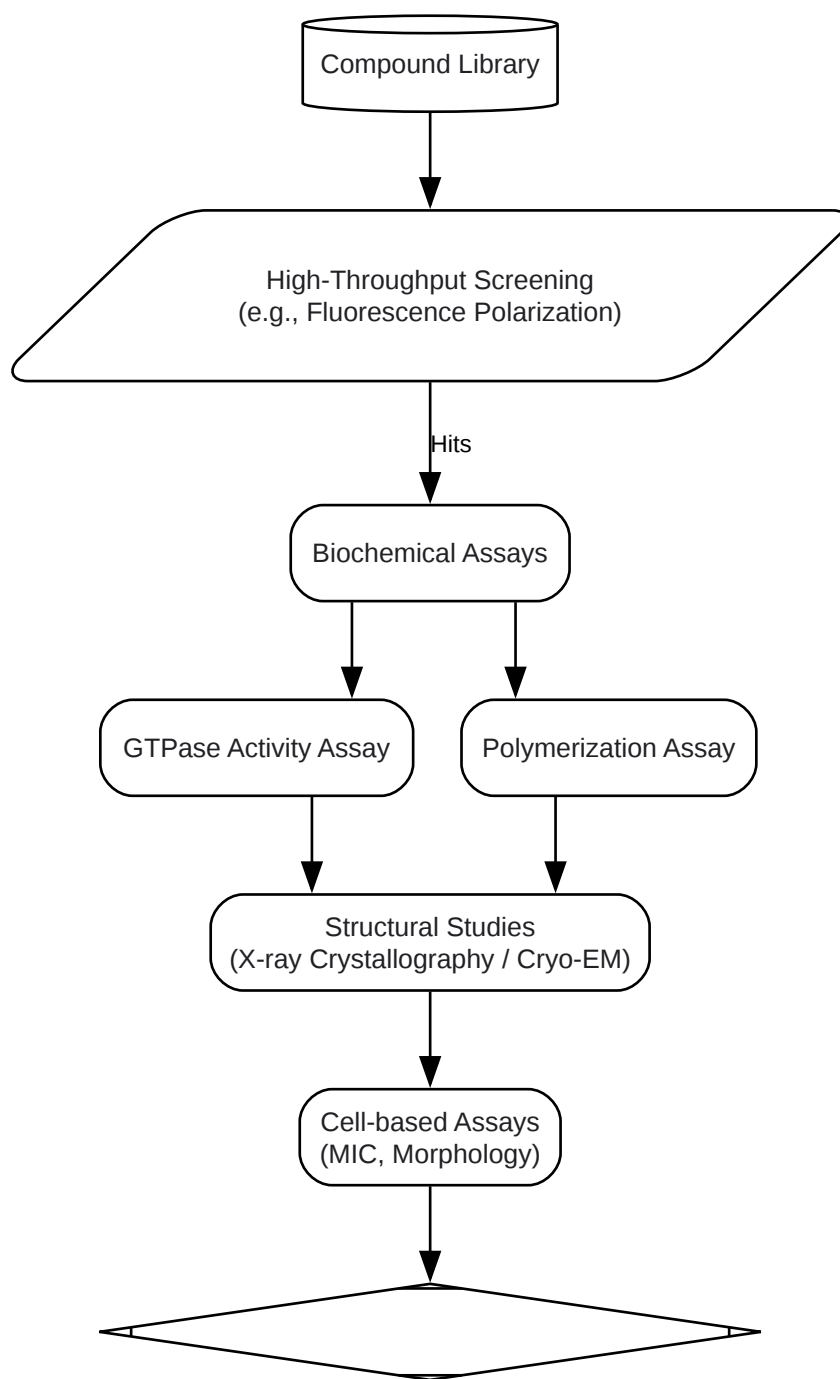 Compound Library
High-Throughput Screening
(e.g., Fluorescence Polarization)
Hits
Biochemical Assays
GTPase Activity Assay
Polymerization Assay
Structural Studies
(X-ray Crystallography / Cryo-EM)
Cell-based Assays
(MIC, Morphology)